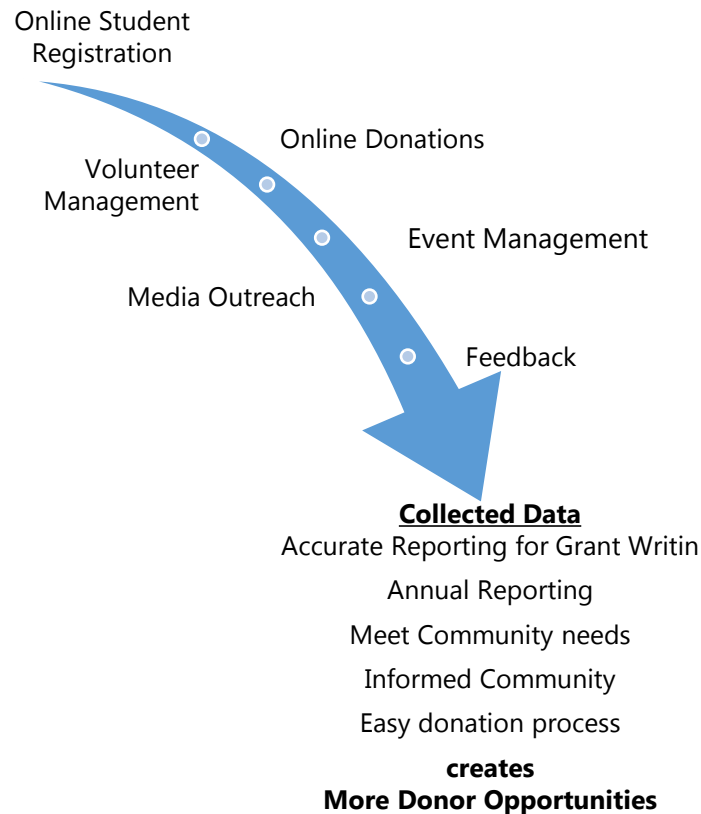 Online Student
Registration
Online Donations
Volunteer
Management
Event Management
Media Outreach
Feedback
Collected Data
Accurate Reporting for Grant Writin
Annual Reporting
Meet Community needs
Informed Community
Easy donation process
creates
More Donor Opportunities